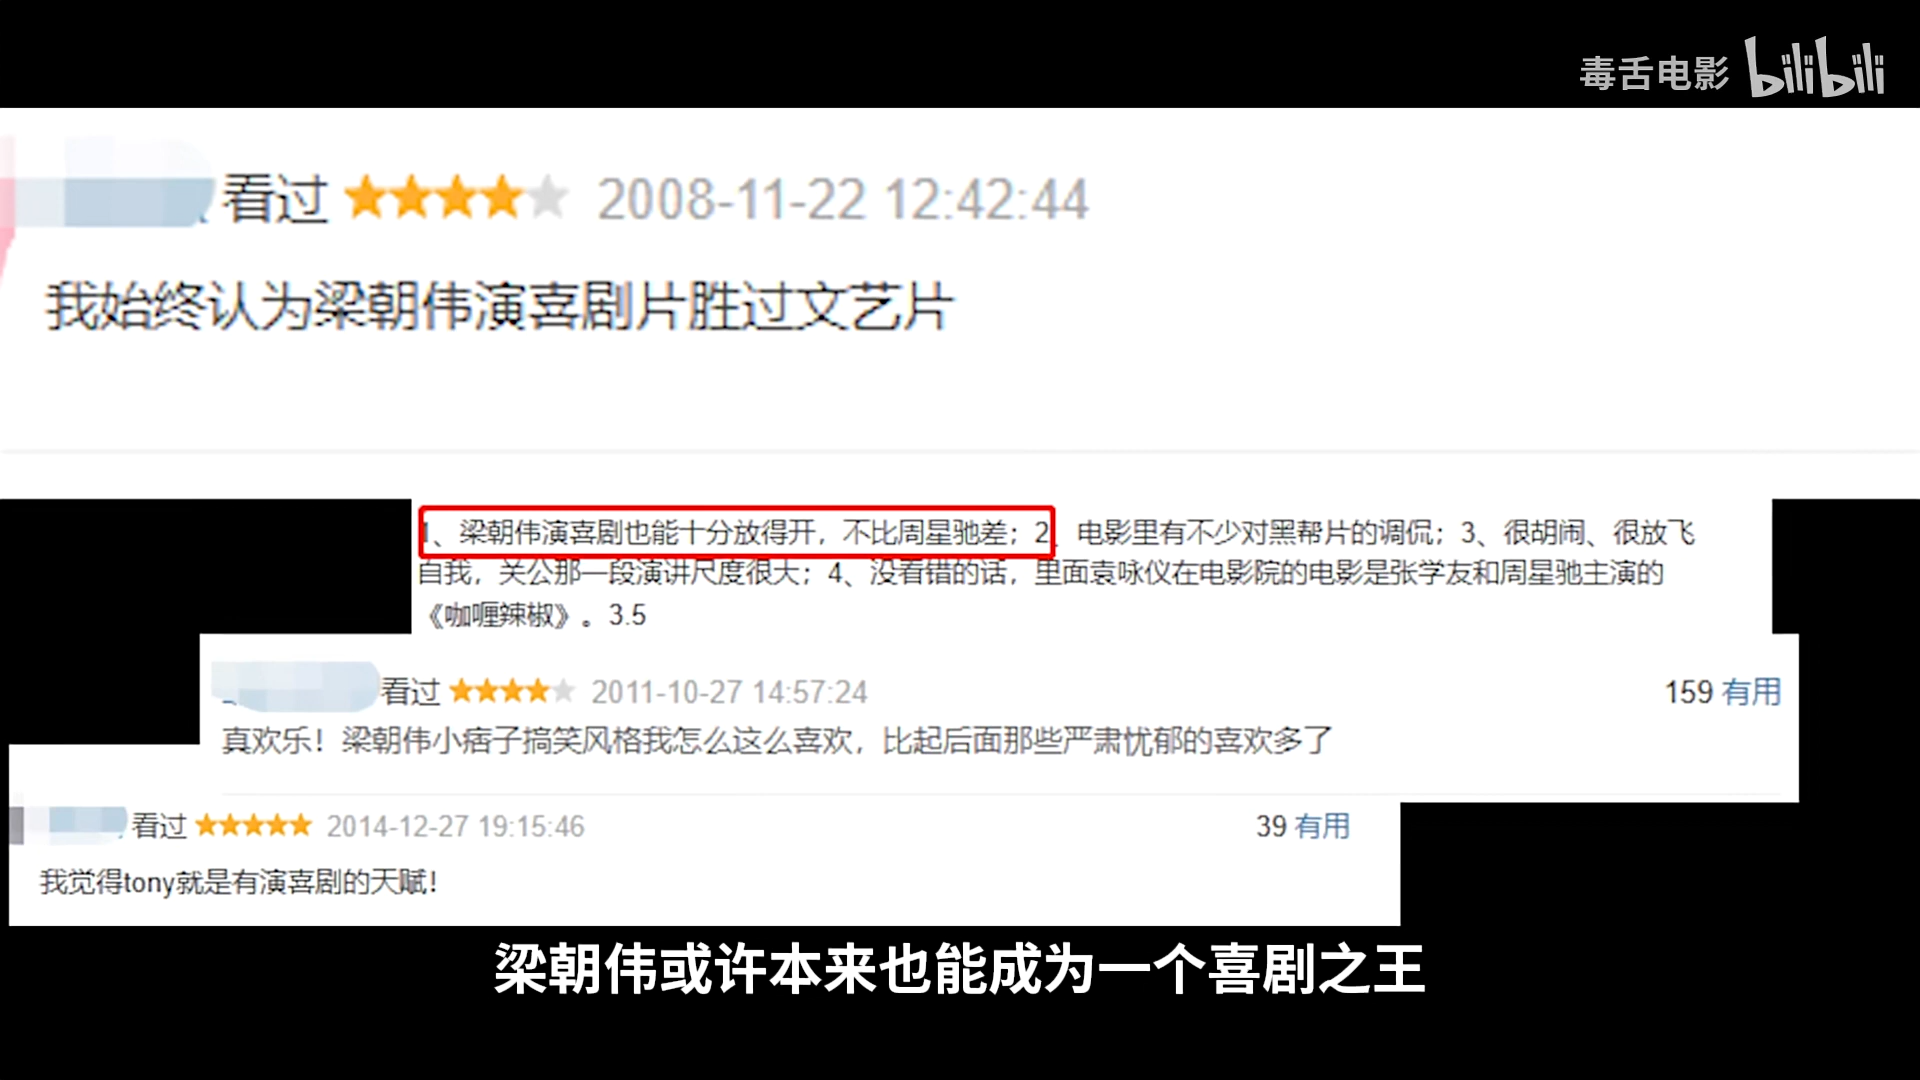 毒舌电影 bilibili
看过 2008-11-22 12:42:44
我始终认为梁朝伟演喜剧片胜过文艺片
1、梁朝伟演喜剧也能十分放得开，不比周星驰差；2、电影里有不少对黑帮片的调侃；3、很胡闹、很放飞
自我，关公那一段演讲尺度很大；4、没看错的话，里面袁咏仪在电影院的电影是张学友和周星驰主演的
《咖喱辣椒》。3.5
看过 2011-10-27 14:57:24 159 有用
真欢乐！梁朝伟小痞子搞笑风格我怎么这么喜欢，比起后面那些严肃忧郁的喜欢多了
看过 2014-12-27 19:15:46 39 有用
我觉得tony就是有演喜剧的天赋！
梁朝伟或许本来也能成为一个喜剧之王